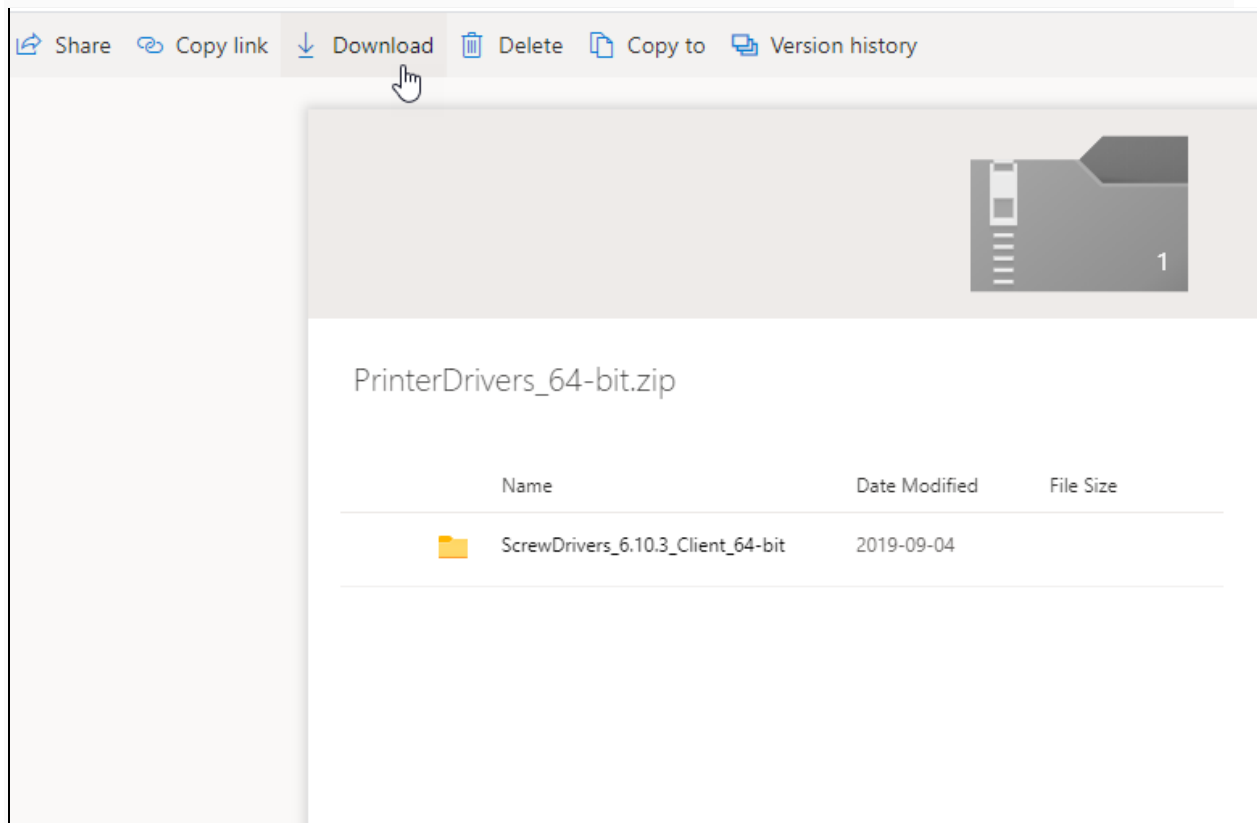 Share Copy link Download Delete Copy to Version history
1
PrinterDrivers_64-bit.zip
Name Date Modified File Size
ScrewDrivers_6.10.3_Client_64-bit 2019-09-04